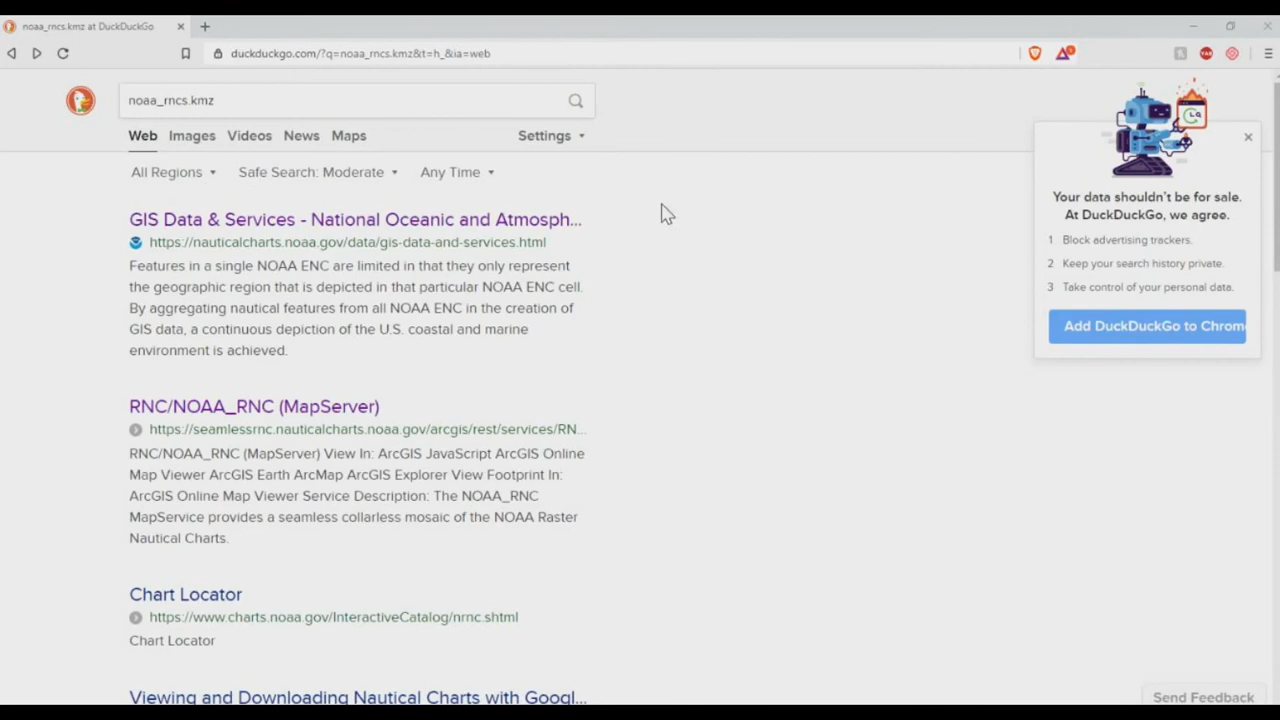 noaa_rncs.kmz at DuckDuckGo
duckduckgo.com/?q=noaa_rncs.kmz&t=h_&ia=web
noaa_rncs.kmz
Web Images Videos News Maps Settings
All Regions Safe Search: Moderate Any Time
GIS Data & Services - National Oceanic and Atmosph...
https://nauticalcharts.noaa.gov/data/gis-data-and-services.html
Features in a single NOAA ENC are limited in that they only represent
the geographic region that is depicted in that particular NOAA ENC cell.
By aggregating nautical features from all NOAA ENC in the creation of
GIS data, a continuous depiction of the U.S. coastal and marine
environment is achieved.
RNC/NOAA_RNC (MapServer)
https://seamlessrnc.nauticalcharts.noaa.gov/arcgis/rest/services/RN...
RNC/NOAA_RNC (MapServer) View In: ArcGIS JavaScript ArcGIS Online
Map Viewer ArcGIS Earth ArcMap ArcGIS Explorer View Footprint In:
ArcGIS Online Map Viewer Service Description: The NOAA_RNC
MapService provides a seamless collarless mosaic of the NOAA Raster
Nautical Charts.
Chart Locator
https://www.charts.noaa.gov/InteractiveCatalog/nrnc.shtml
Chart Locator
Viewing and Downloading Nautical Charts with Googl...
Your data shouldn't be for sale.
At DuckDuckGo, we agree.
1 Block advertising trackers.
2 Keep your search history private.
3 Take control of your personal data.
Add DuckDuckGo to Chrom
Send Feedback